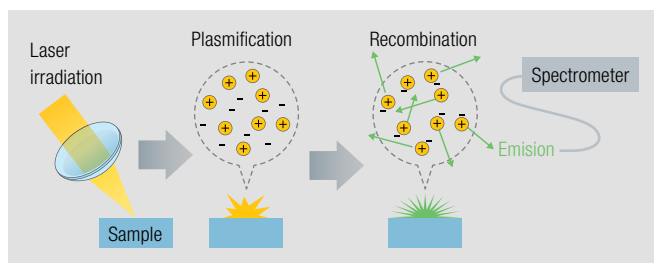 Laser
irradiation
Plasmification
Recombination
Spectrometer
Emision
Sample